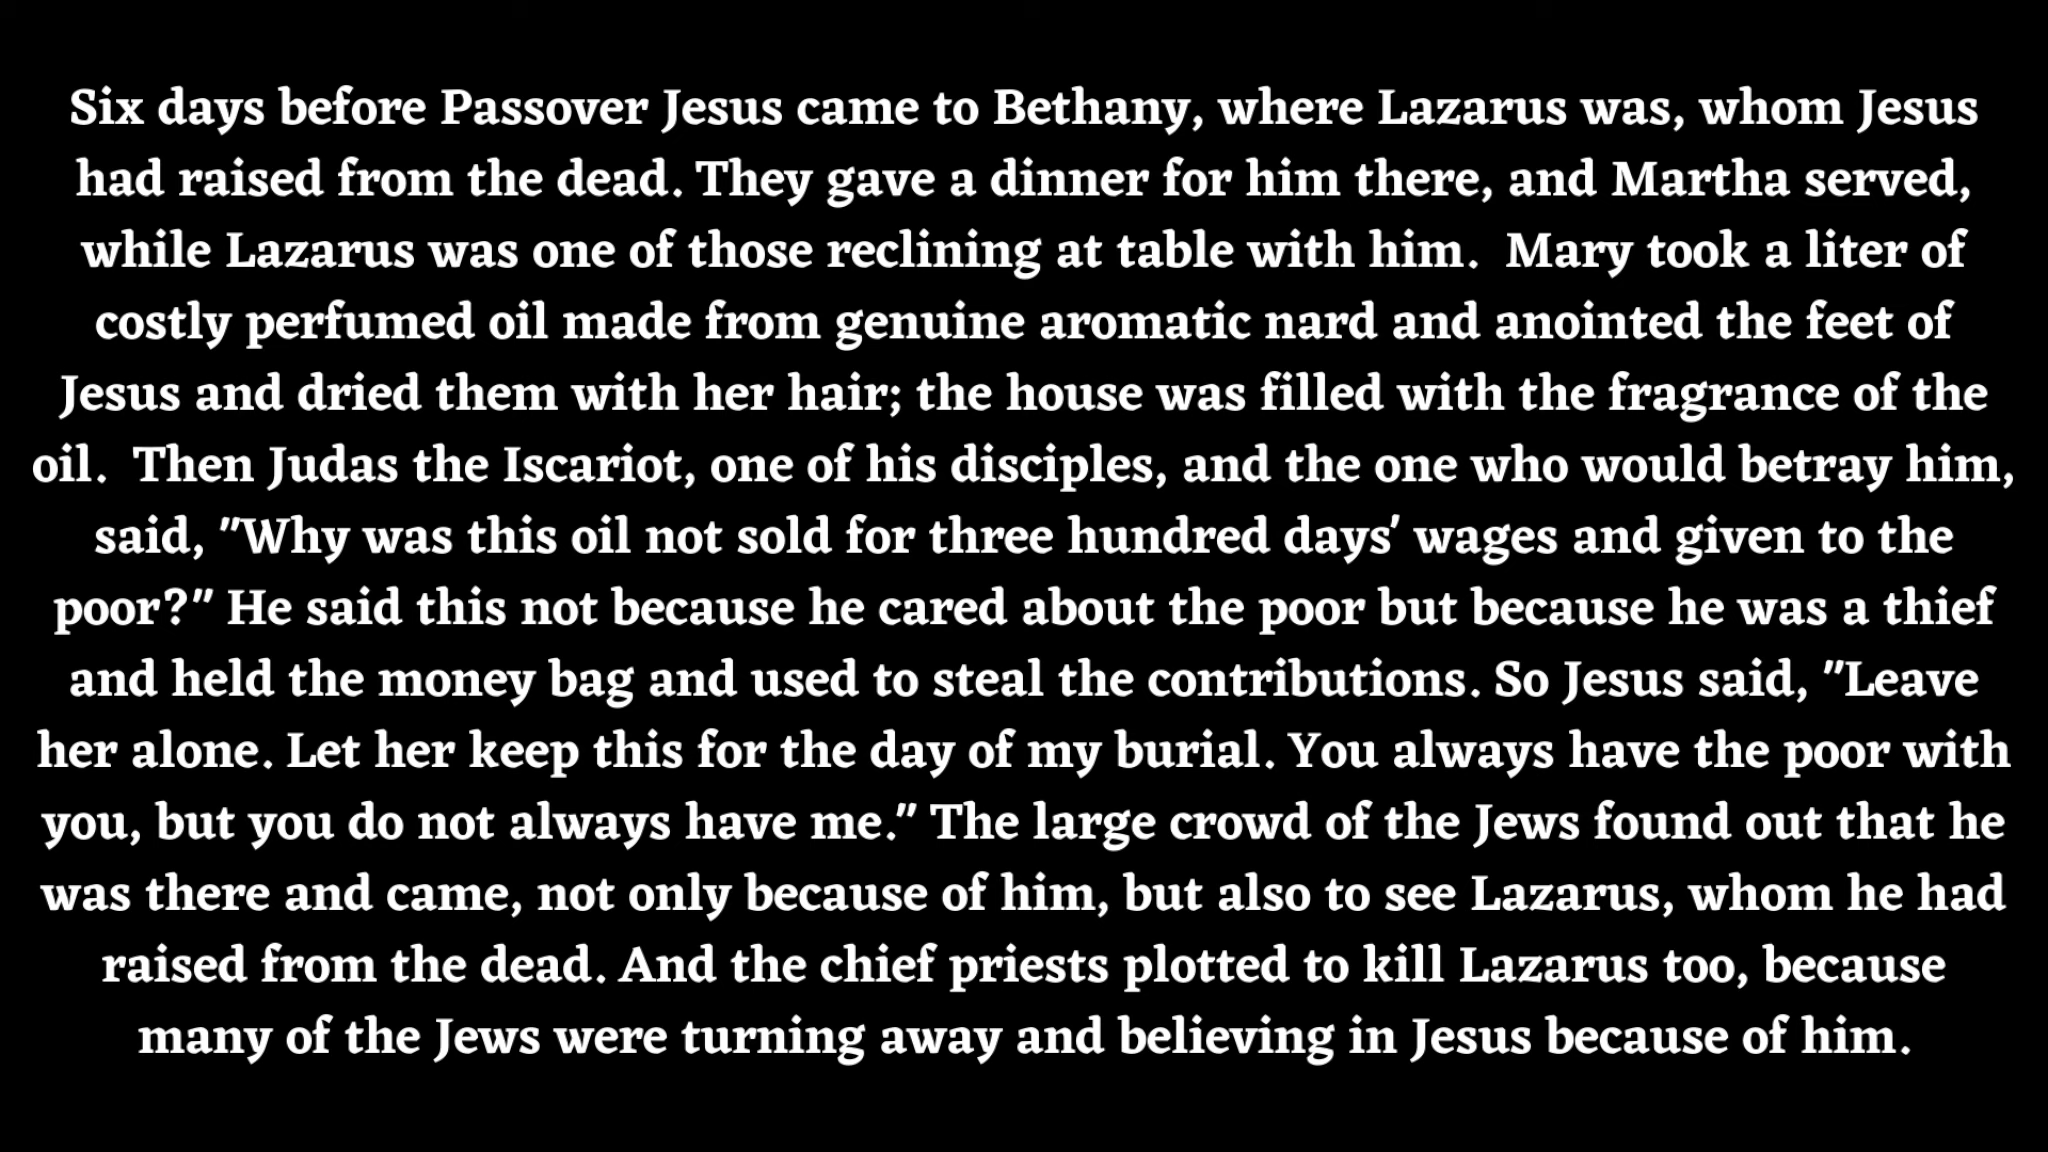 Six days before Passover Jesus came to Bethany, where Lazarus was, whom Jesus
had raised from the dead. They gave a dinner for him there, and Martha served,
while Lazarus was one of those reclining at table with him.  Mary took a liter of
costly perfumed oil made from genuine aromatic nard and anointed the feet of
Jesus and dried them with her hair; the house was filled with the fragrance of the
oil.  Then Judas the Iscariot, one of his disciples, and the one who would betray him,
said, "Why was this oil not sold for three hundred days' wages and given to the
poor?" He said this not because he cared about the poor but because he was a thief
and held the money bag and used to steal the contributions. So Jesus said, "Leave
her alone. Let her keep this for the day of my burial. You always have the poor with
you, but you do not always have me." The large crowd of the Jews found out that he
was there and came, not only because of him, but also to see Lazarus, whom he had
raised from the dead. And the chief priests plotted to kill Lazarus too, because
many of the Jews were turning away and believing in Jesus because of him.